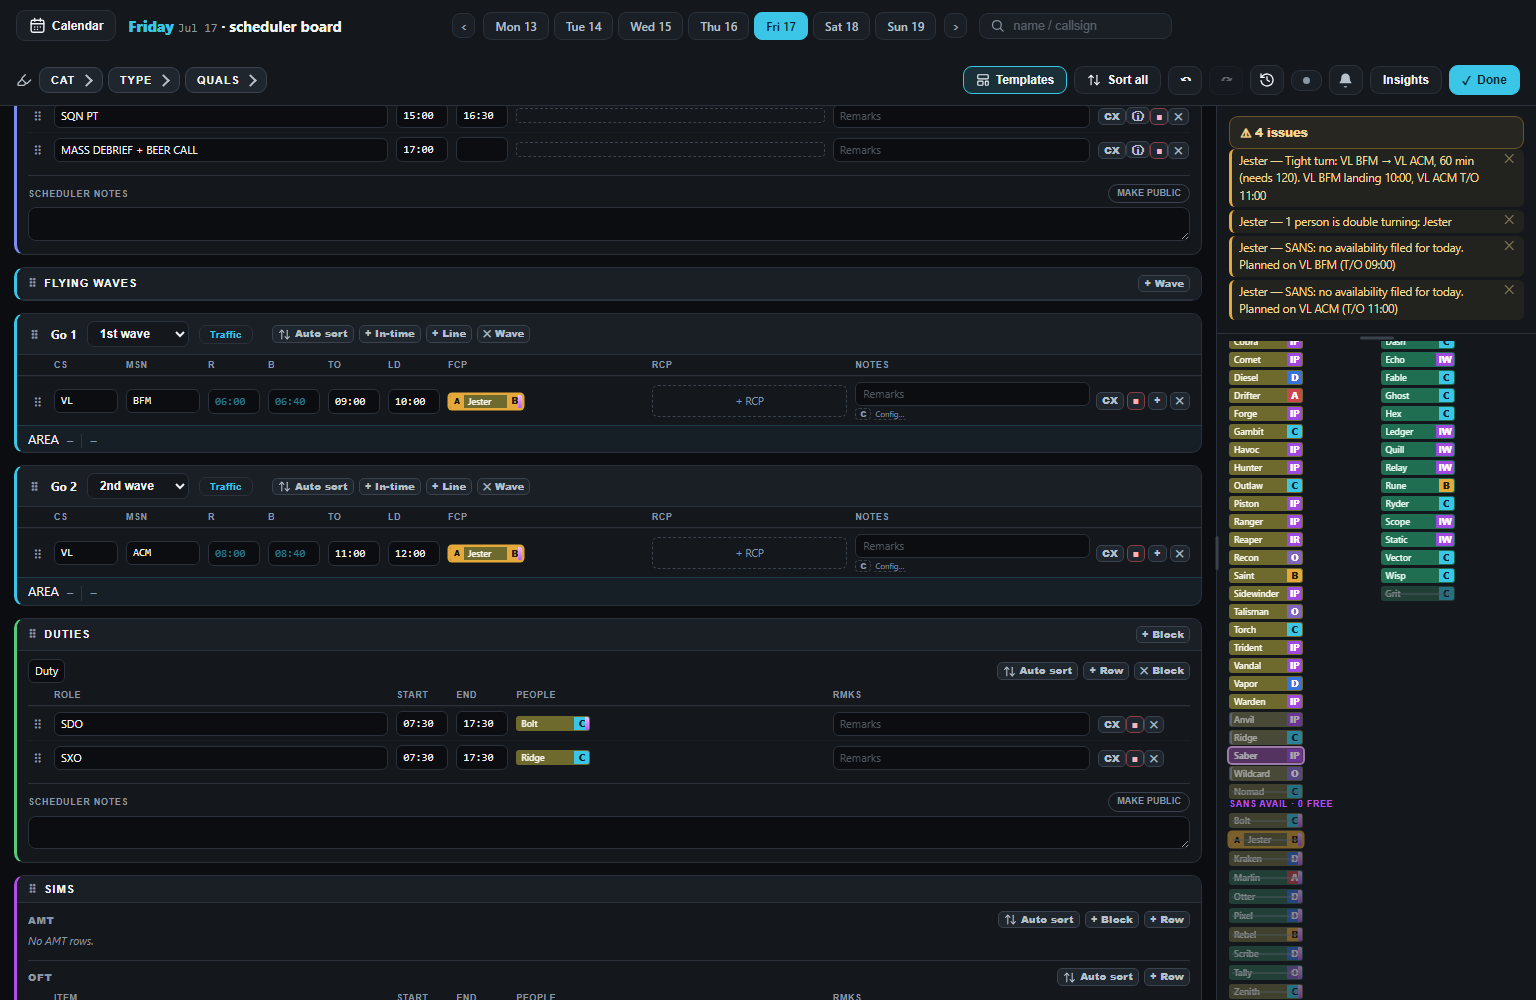 Calendar
Friday Jul 17 · scheduler board
‹ Mon 13 Tue 14 Wed 15 Thu 16 Fri 17 Sat 18 Sun 19 ›
name / callsign
CAT TYPE QUALS
Templates Sort all Insights ✓ Done
SQN PT 15:00 16:30 Remarks CX
MASS DEBRIEF + BEER CALL 17:00 Remarks CX
SCHEDULER NOTES MAKE PUBLIC
FLYING WAVES + Wave
Go 1 1st wave Traffic Auto sort + In-time + Line ✕ Wave
CS MSN R B TO LD FCP RCP NOTES
VL BFM 06:00 06:40 09:00 10:00 A Jester B + RCP Remarks CX
C Config...
AREA – –
Go 2 2nd wave Traffic Auto sort + In-time + Line ✕ Wave
CS MSN R B TO LD FCP RCP NOTES
VL ACM 08:00 08:40 11:00 12:00 A Jester B + RCP Remarks CX
C Config...
AREA – –
DUTIES + Block
Duty Auto sort + Row ✕ Block
ROLE START END PEOPLE RMKS
SDO 07:30 17:30 Bolt C Remarks CX
SXO 07:30 17:30 Ridge C Remarks CX
SCHEDULER NOTES MAKE PUBLIC
SIMS
AMT Auto sort + Block + Row
No AMT rows.
OFT Auto sort + Row
ITEM START END PEOPLE RMKS
⚠ 4 issues
Jester — Tight turn: VL BFM → VL ACM, 60 min
(needs 120). VL BFM landing 10:00, VL ACM T/O
11:00
Jester — 1 person is double turning: Jester
Jester — SANS: no availability filed for today.
Planned on VL BFM (T/O 09:00)
Jester — SANS: no availability filed for today.
Planned on VL ACM (T/O 11:00)
Cobra IP
Comet IP
Diesel D
Drifter A
Forge IP
Gambit C
Havoc IP
Hunter IP
Outlaw C
Piston IP
Ranger IP
Reaper IR
Recon O
Saint B
Sidewinder IP
Talisman O
Torch C
Trident IP
Vandal IP
Vapor D
Warden IP
Anvil IP
Ridge C
Saber IP
Wildcard O
Nomad C
Dash C
Echo IW
Fable C
Ghost C
Hex C
Ledger IW
Quill IW
Relay IW
Rune B
Ryder C
Scope IW
Static IW
Vector C
Wisp C
Grit C
SANS AVAIL · 0 FREE
Bolt C
A Jester B
Kraken D
Marlin A
Otter D
Pixel D
Rebel B
Scribe D
Tally O
Zenith C